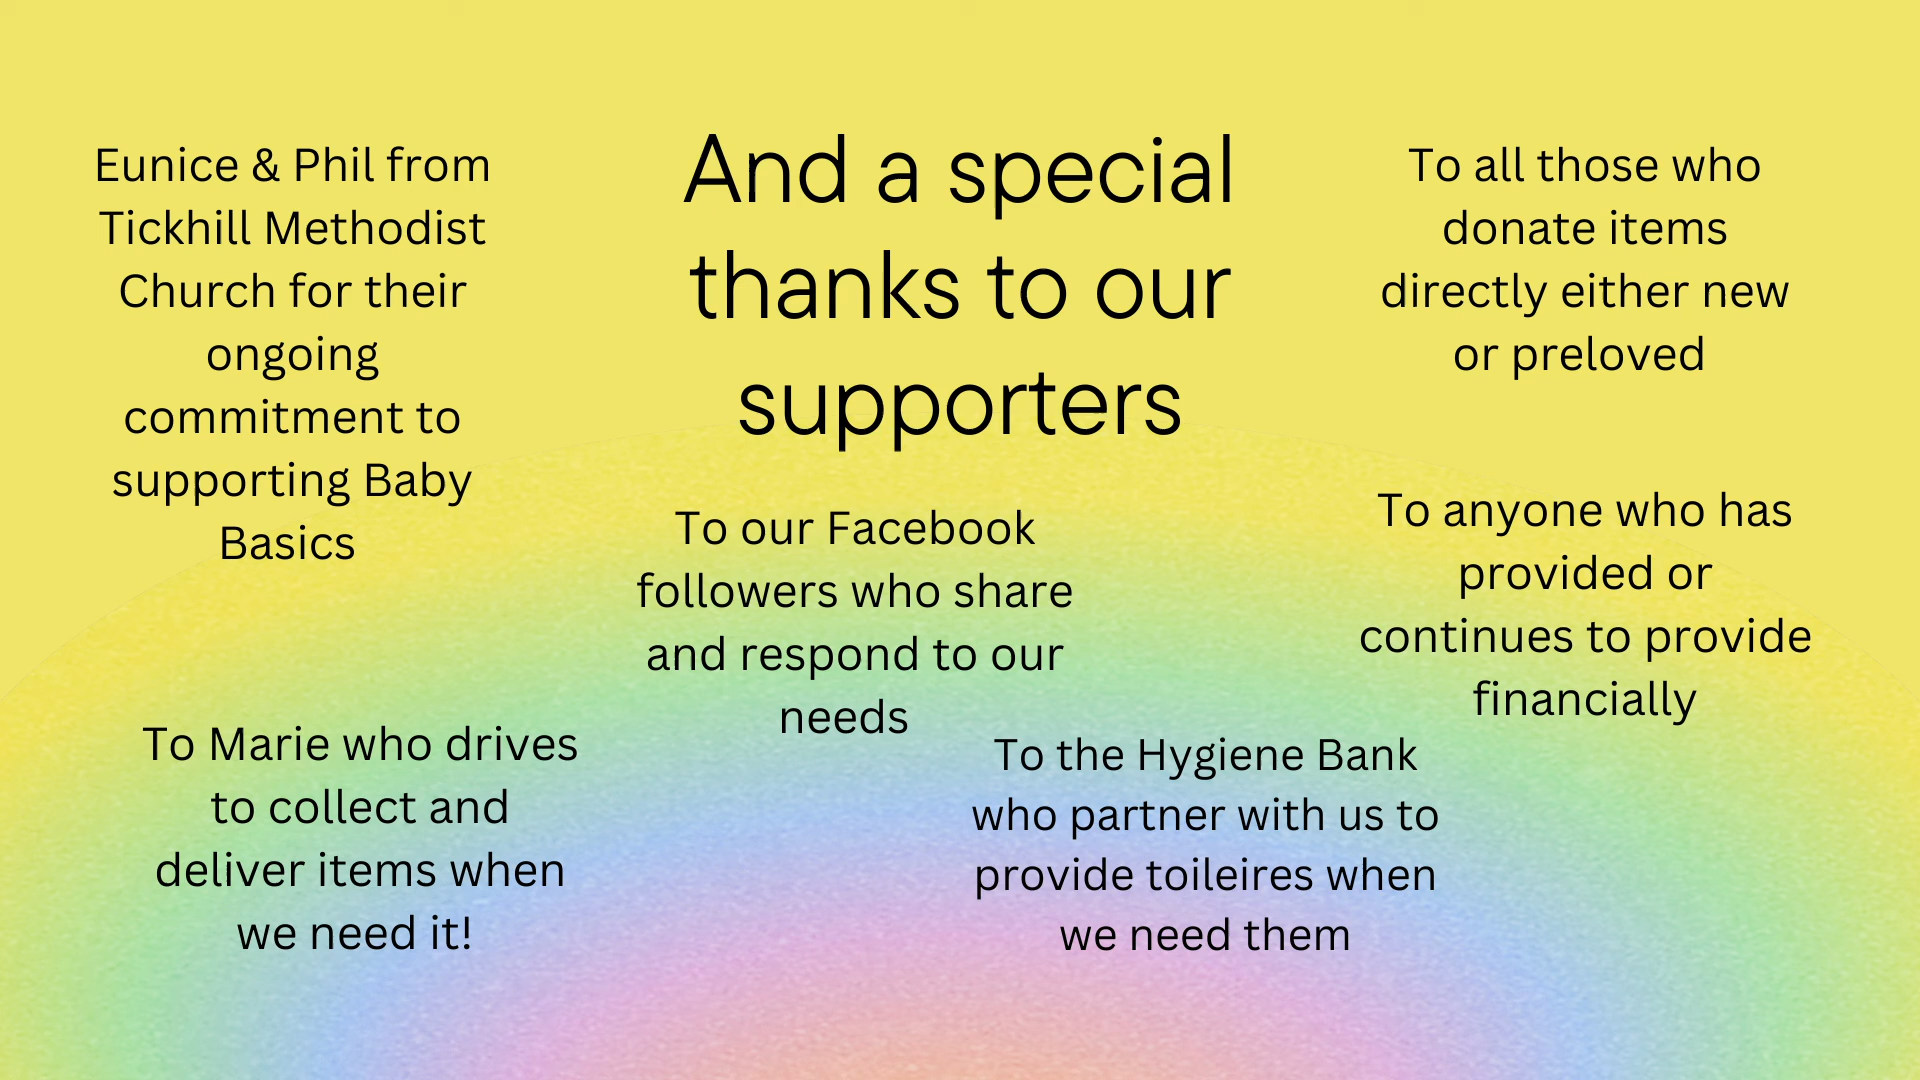 And a special
thanks to our
supporters
Eunice & Phil from
Tickhill Methodist
Church for their
ongoing
commitment to
supporting Baby
Basics
To all those who
donate items
directly either new
or preloved
To our Facebook
followers who share
and respond to our
needs
To anyone who has
provided or
continues to provide
financially
To Marie who drives
to collect and
deliver items when
we need it!
To the Hygiene Bank
who partner with us to
provide toileires when
we need them